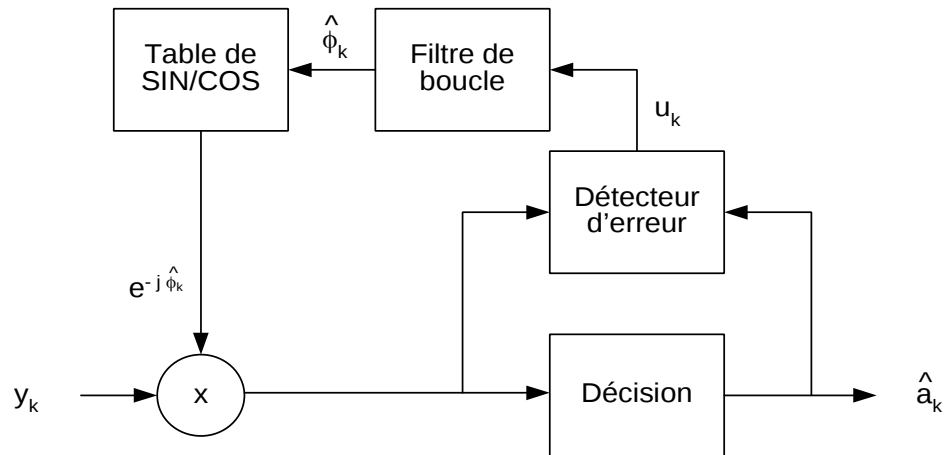 Table de
SIN/COS
ϕ̂ₖ
Filtre de
boucle
uₖ
Détecteur
d’erreur
e^{- j ϕ̂ₖ}
yₖ
x
Décision
âₖ